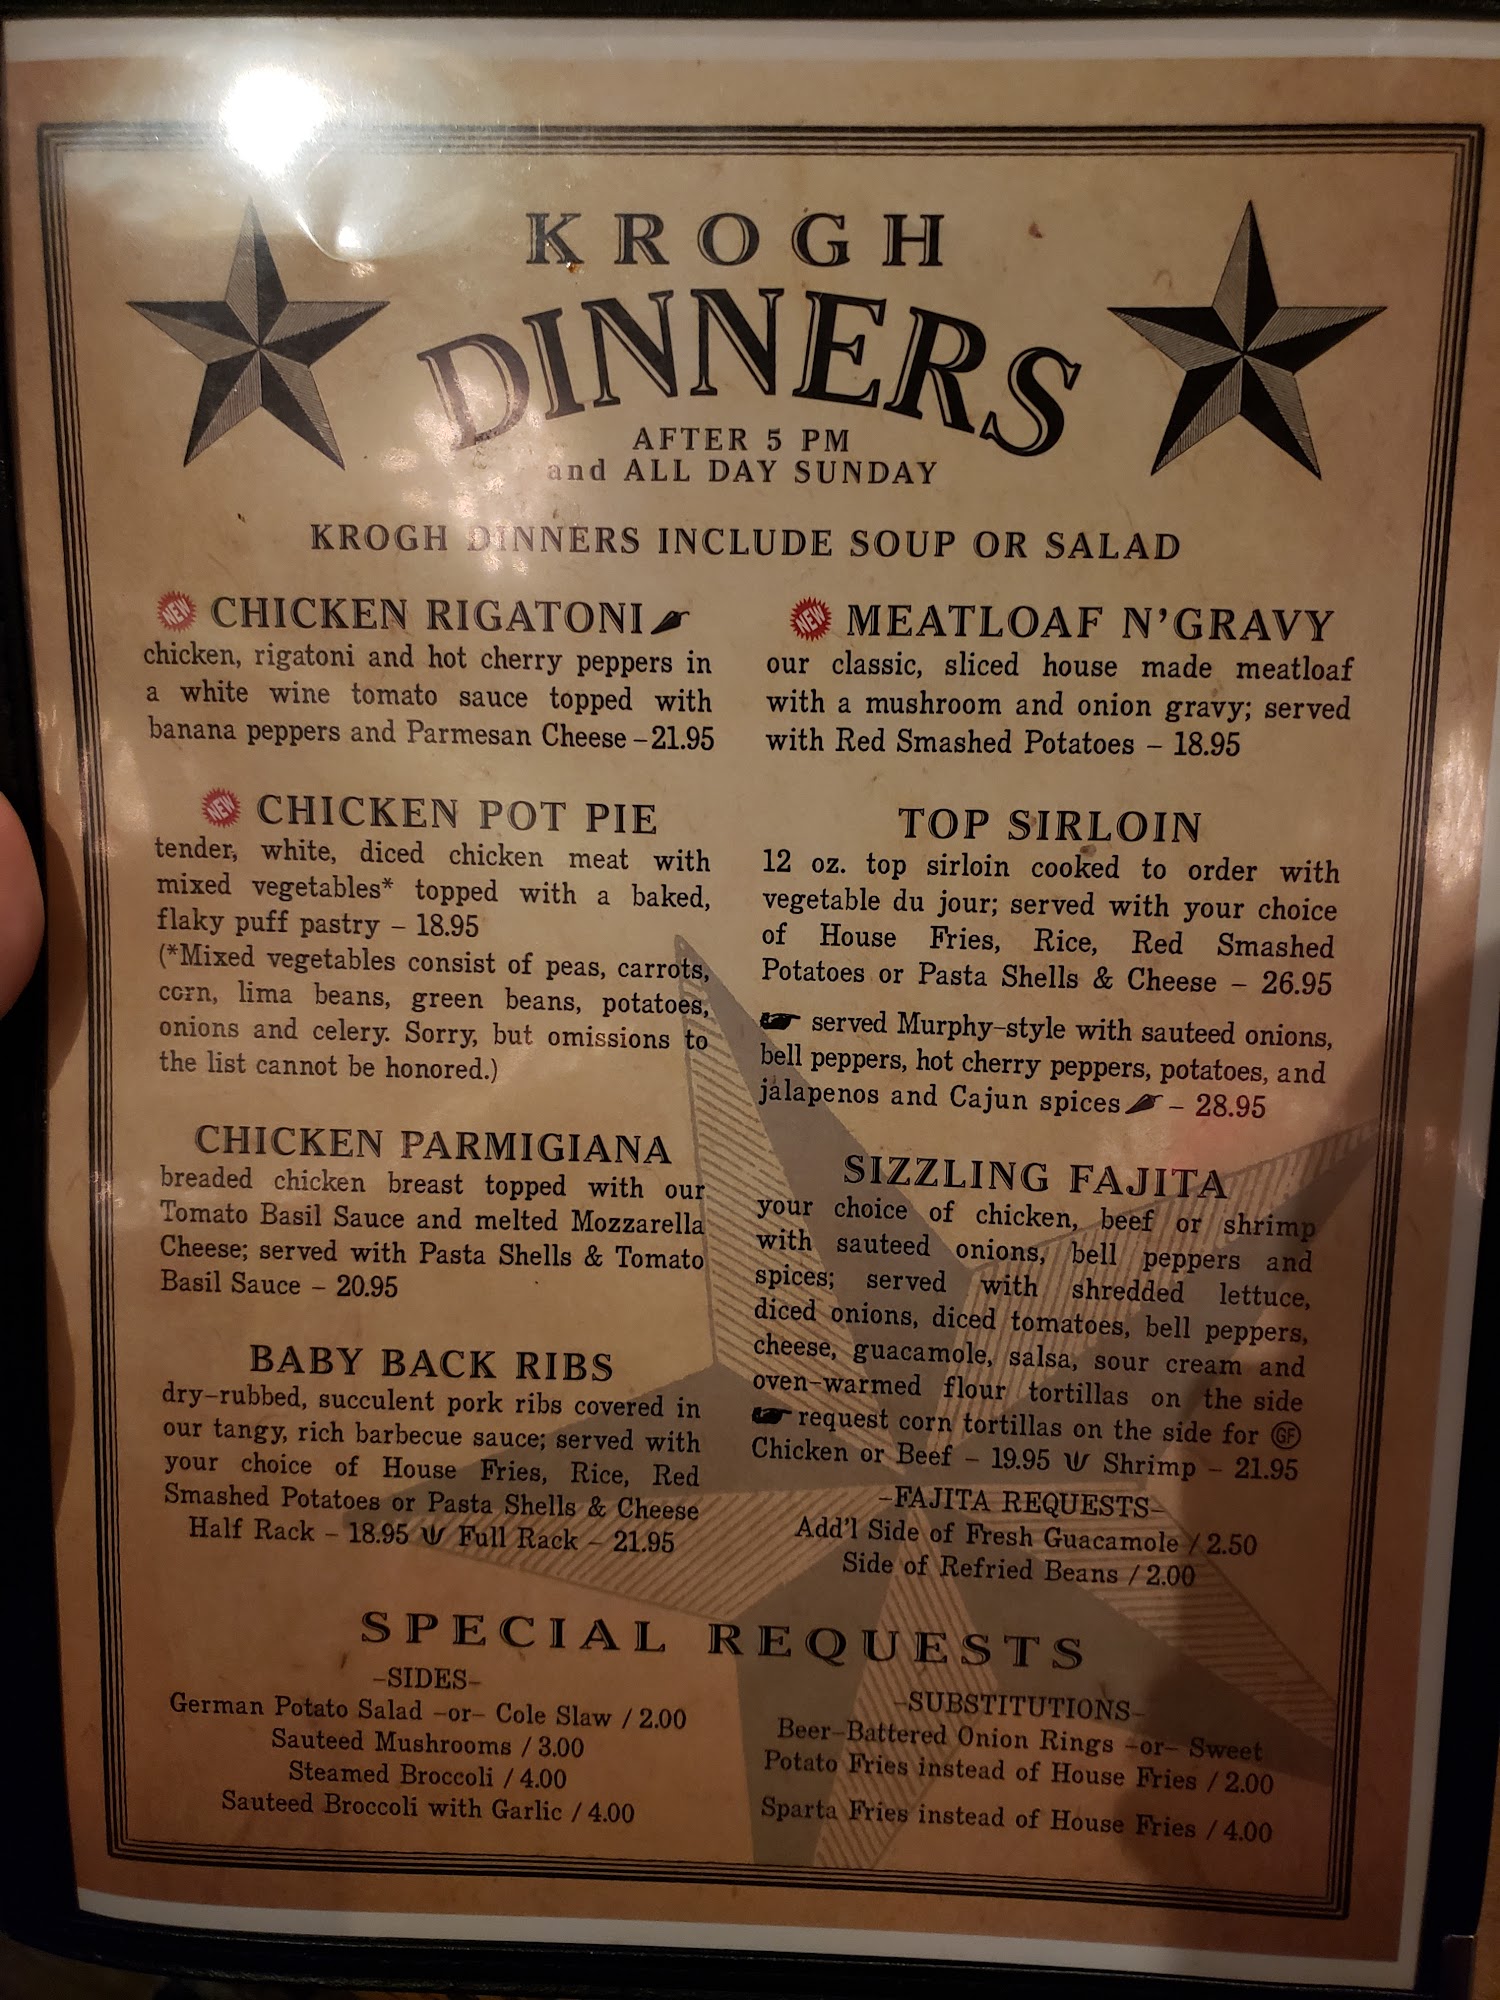 KROGH
DINNERS
AFTER 5 PM
and ALL DAY SUNDAY
KROGH DINNERS INCLUDE SOUP OR SALAD
NEW CHICKEN RIGATONI
chicken, rigatoni and hot cherry peppers in
a white wine tomato sauce topped with
banana peppers and Parmesan Cheese – 21.95
NEW CHICKEN POT PIE
tender, white, diced chicken meat with
mixed vegetables* topped with a baked,
flaky puff pastry – 18.95
(*Mixed vegetables consist of peas, carrots,
corn, lima beans, green beans, potatoes,
onions and celery. Sorry, but omissions to
the list cannot be honored.)
CHICKEN PARMIGIANA
breaded chicken breast topped with our
Tomato Basil Sauce and melted Mozzarella
Cheese; served with Pasta Shells & Tomato
Basil Sauce – 20.95
BABY BACK RIBS
dry-rubbed, succulent pork ribs covered in
our tangy, rich barbecue sauce; served with
your choice of House Fries, Rice, Red
Smashed Potatoes or Pasta Shells & Cheese
Half Rack – 18.95 Full Rack – 21.95
NEW MEATLOAF N'GRAVY
our classic, sliced house made meatloaf
with a mushroom and onion gravy; served
with Red Smashed Potatoes – 18.95
TOP SIRLOIN
12 oz. top sirloin cooked to order with
vegetable du jour; served with your choice
of House Fries, Rice, Red Smashed
Potatoes or Pasta Shells & Cheese – 26.95
served Murphy-style with sauteed onions,
bell peppers, hot cherry peppers, potatoes, and
jalapenos and Cajun spices – 28.95
SIZZLING FAJITA
your choice of chicken, beef or shrimp
with sauteed onions, bell peppers and
spices; served with shredded lettuce,
diced onions, diced tomatoes, bell peppers,
cheese, guacamole, salsa, sour cream and
oven-warmed flour tortillas on the side
request corn tortillas on the side for GF
Chicken or Beef – 19.95 Shrimp – 21.95
-FAJITA REQUESTS-
Add'l Side of Fresh Guacamole / 2.50
Side of Refried Beans / 2.00
SPECIAL REQUESTS
-SIDES-
German Potato Salad -or- Cole Slaw / 2.00
Sauteed Mushrooms / 3.00
Steamed Broccoli / 4.00
Sauteed Broccoli with Garlic / 4.00
-SUBSTITUTIONS-
Beer-Battered Onion Rings -or- Sweet
Potato Fries instead of House Fries / 2.00
Sparta Fries instead of House Fries / 4.00